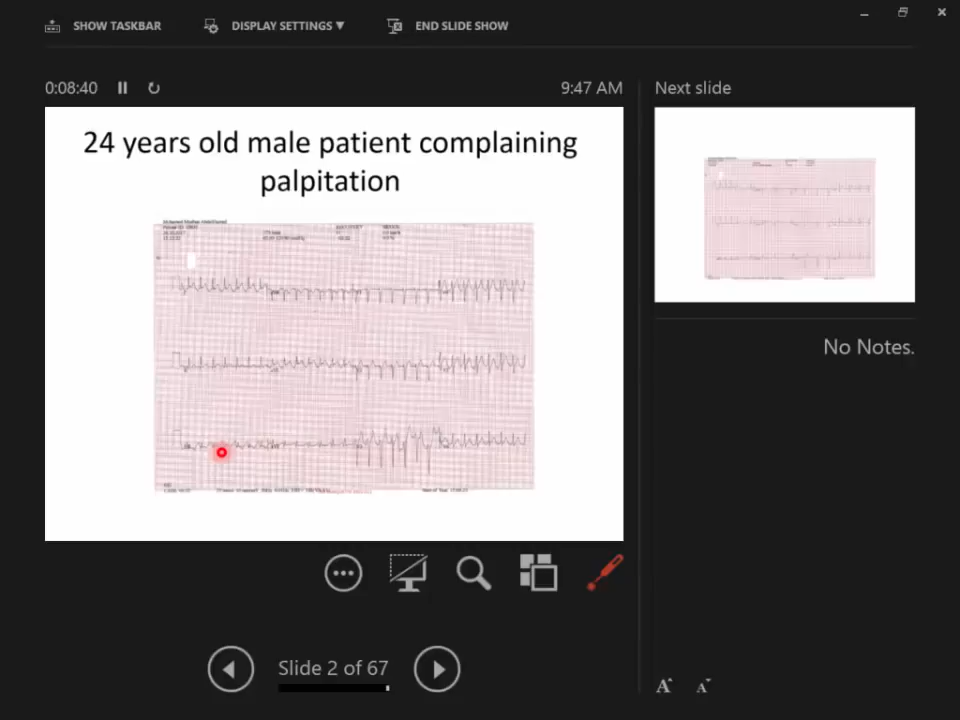 SHOW TASKBAR
DISPLAY SETTINGS ▼
END SLIDE SHOW
0:08:40
9:47 AM
Next slide
24 years old male patient complaining
palpitation
No Notes.
Slide 2 of 67
A A